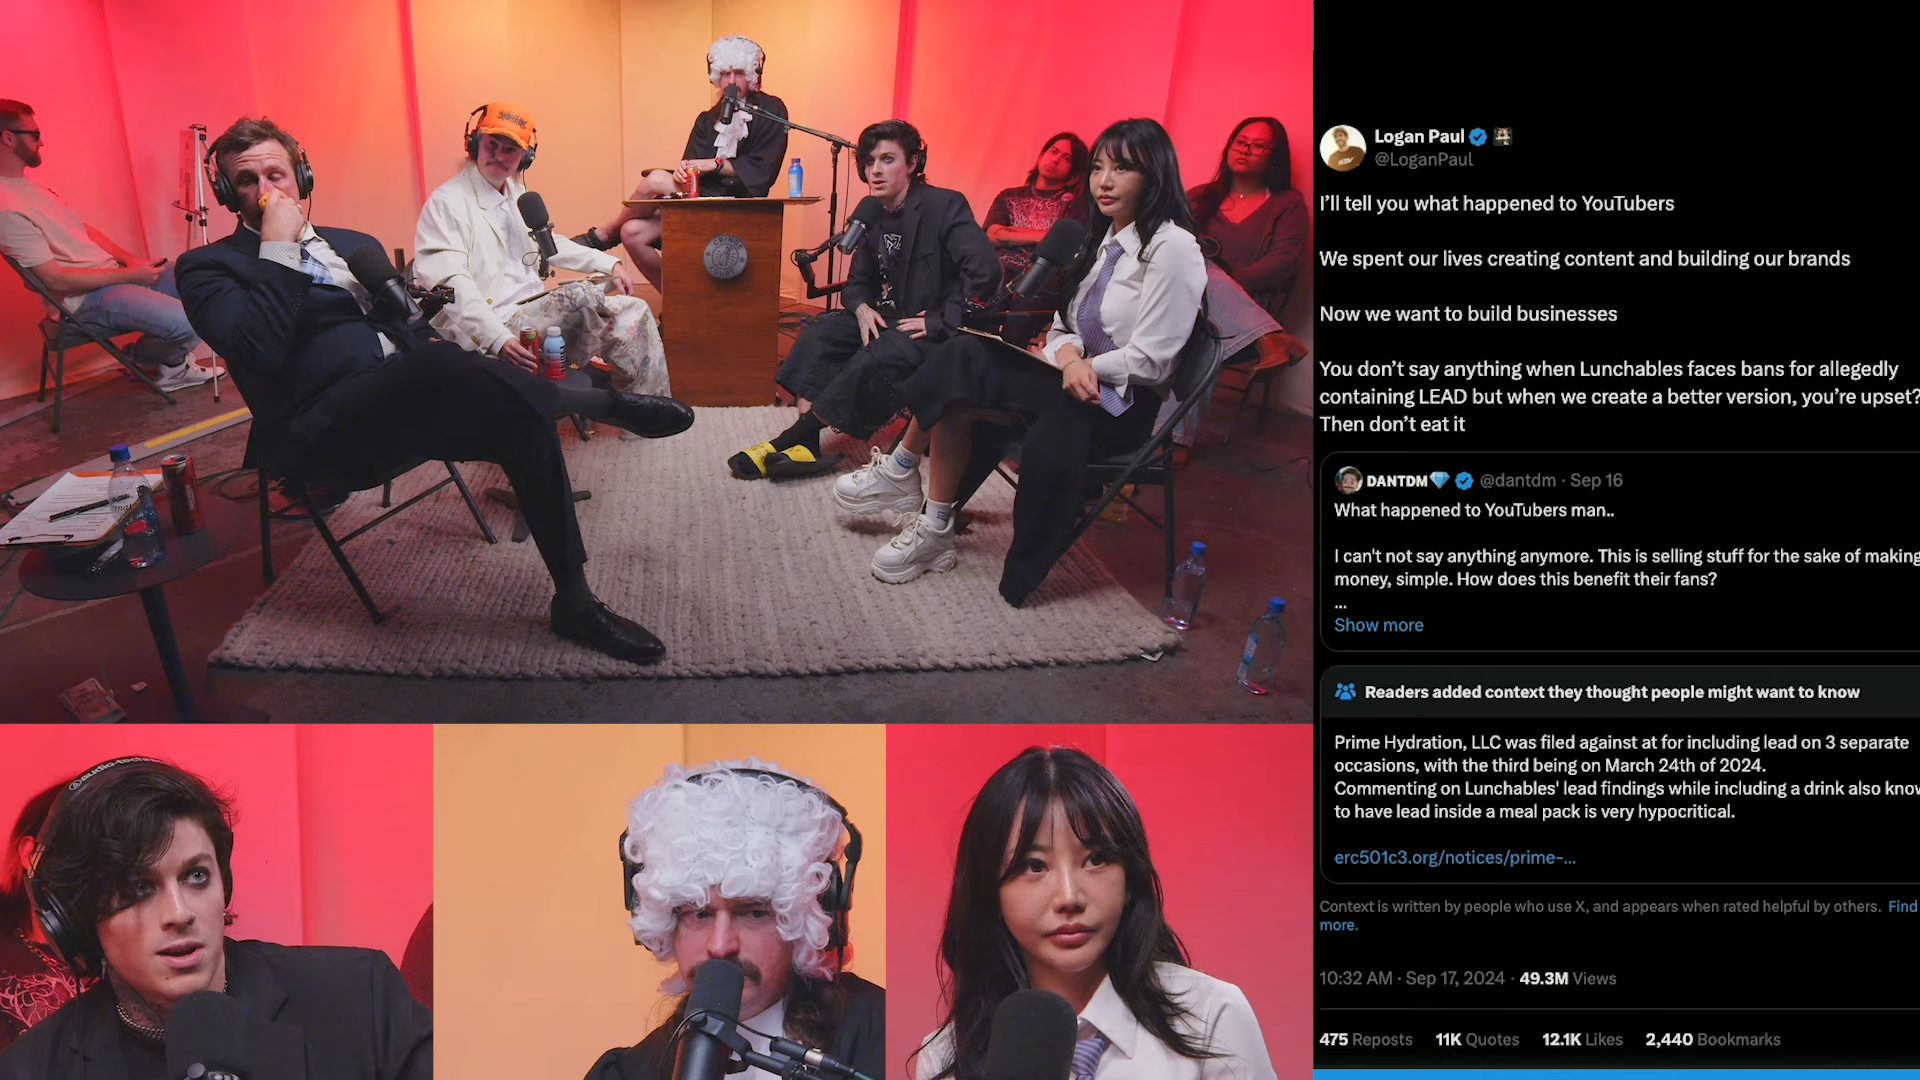 CRINGE
COURT
audio-technica
Logan Paul
@LoganPaul
I’ll tell you what happened to YouTubers
We spent our lives creating content and building our brands
Now we want to build businesses
You don’t say anything when Lunchables faces bans for allegedly
containing LEAD but when we create a better version, you’re upset?
Then don’t eat it
DANTDM💎 @dantdm · Sep 16
What happened to YouTubers man..
I can't not say anything anymore. This is selling stuff for the sake of making
money, simple. How does this benefit their fans?
...
Show more
Readers added context they thought people might want to know
Prime Hydration, LLC was filed against at for including lead on 3 separate
occasions, with the third being on March 24th of 2024.
Commenting on Lunchables' lead findings while including a drink also know
to have lead inside a meal pack is very hypocritical.
erc501c3.org/notices/prime-...
Context is written by people who use X, and appears when rated helpful by others. Find
more.
10:32 AM · Sep 17, 2024 · 49.3M Views
475 Reposts 11K Quotes 12.1K Likes 2,440 Bookmarks